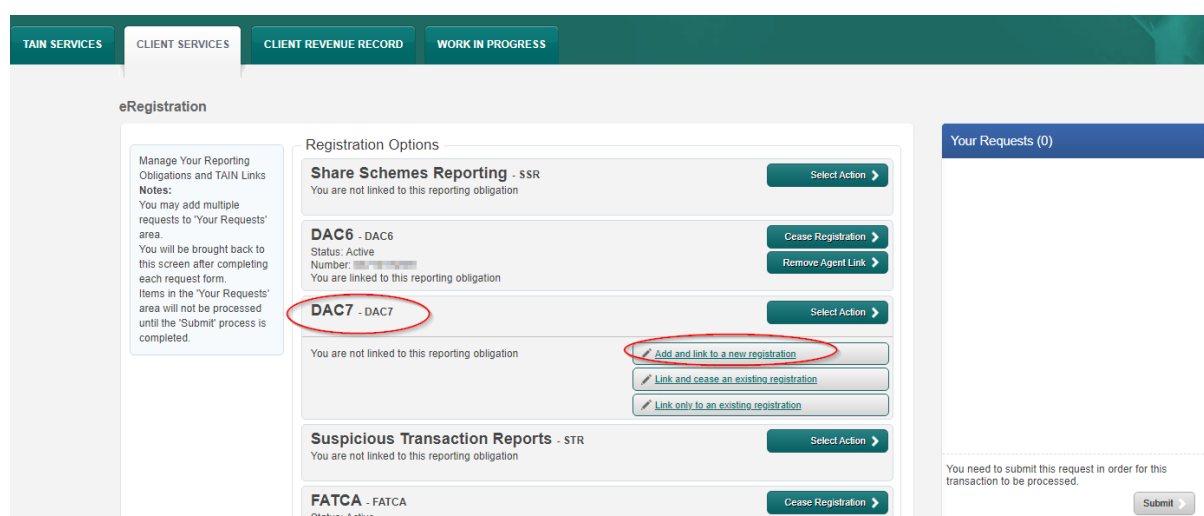 TAIN SERVICES
CLIENT SERVICES
CLIENT REVENUE RECORD
WORK IN PROGRESS
eRegistration
Manage Your Reporting
Obligations and TAIN Links
Notes:
You may add multiple
requests to 'Your Requests'
area.
You will be brought back to
this screen after completing
each request form.
Items in the 'Your Requests'
area will not be processed
until the 'Submit' process is
completed.
Registration Options
Share Schemes Reporting - SSR
You are not linked to this reporting obligation
Select Action
DAC6 - DAC6
Status: Active
Number:
You are linked to this reporting obligation
Cease Registration
Remove Agent Link
DAC7 - DAC7
Select Action
You are not linked to this reporting obligation
Add and link to a new registration
Link and cease an existing registration
Link only to an existing registration
Suspicious Transaction Reports - STR
You are not linked to this reporting obligation
Select Action
FATCA - FATCA
Status: Active
Cease Registration
Your Requests (0)
You need to submit this request in order for this
transaction to be processed.
Submit